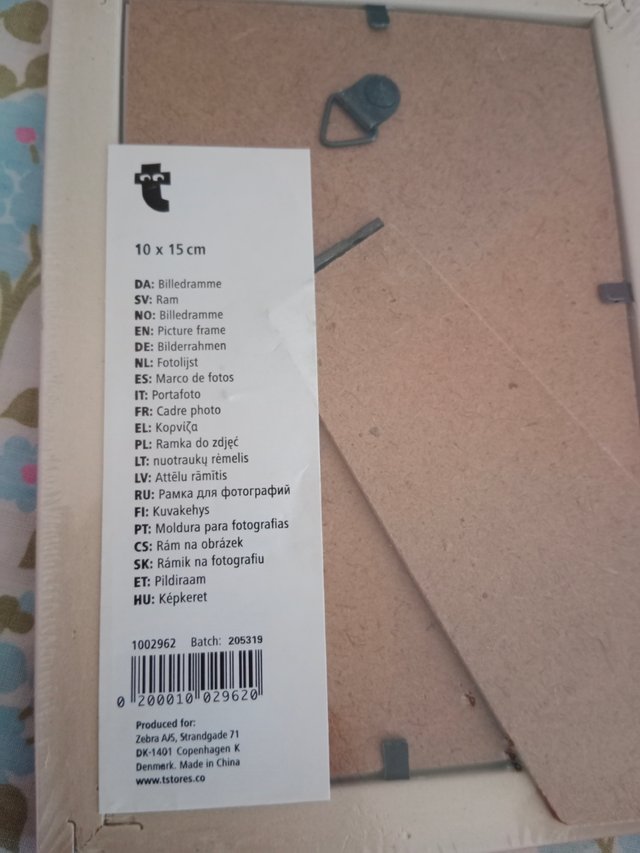 10 x 15 cm
DA: Billedramme
SV: Ram
NO: Billedramme
EN: Picture frame
DE: Bilderrahmen
NL: Fotolijst
ES: Marco de fotos
IT: Portafoto
FR: Cadre photo
EL: Κορνίζα
PL: Ramka do zdjęć
LT: nuotraukų rėmelis
LV: Attēlu rāmītis
RU: Рамка для фотографий
FI: Kuvakehys
PT: Moldura para fotografias
CS: Rám na obrázek
SK: Rámik na fotografiu
ET: Pildiraam
HU: Képkeret
1002962 Batch: 205319
0 200010 029620
Produced for:
Zebra A/S, Strandgade 71
DK-1401 Copenhagen K
Denmark. Made in China
www.tstores.co